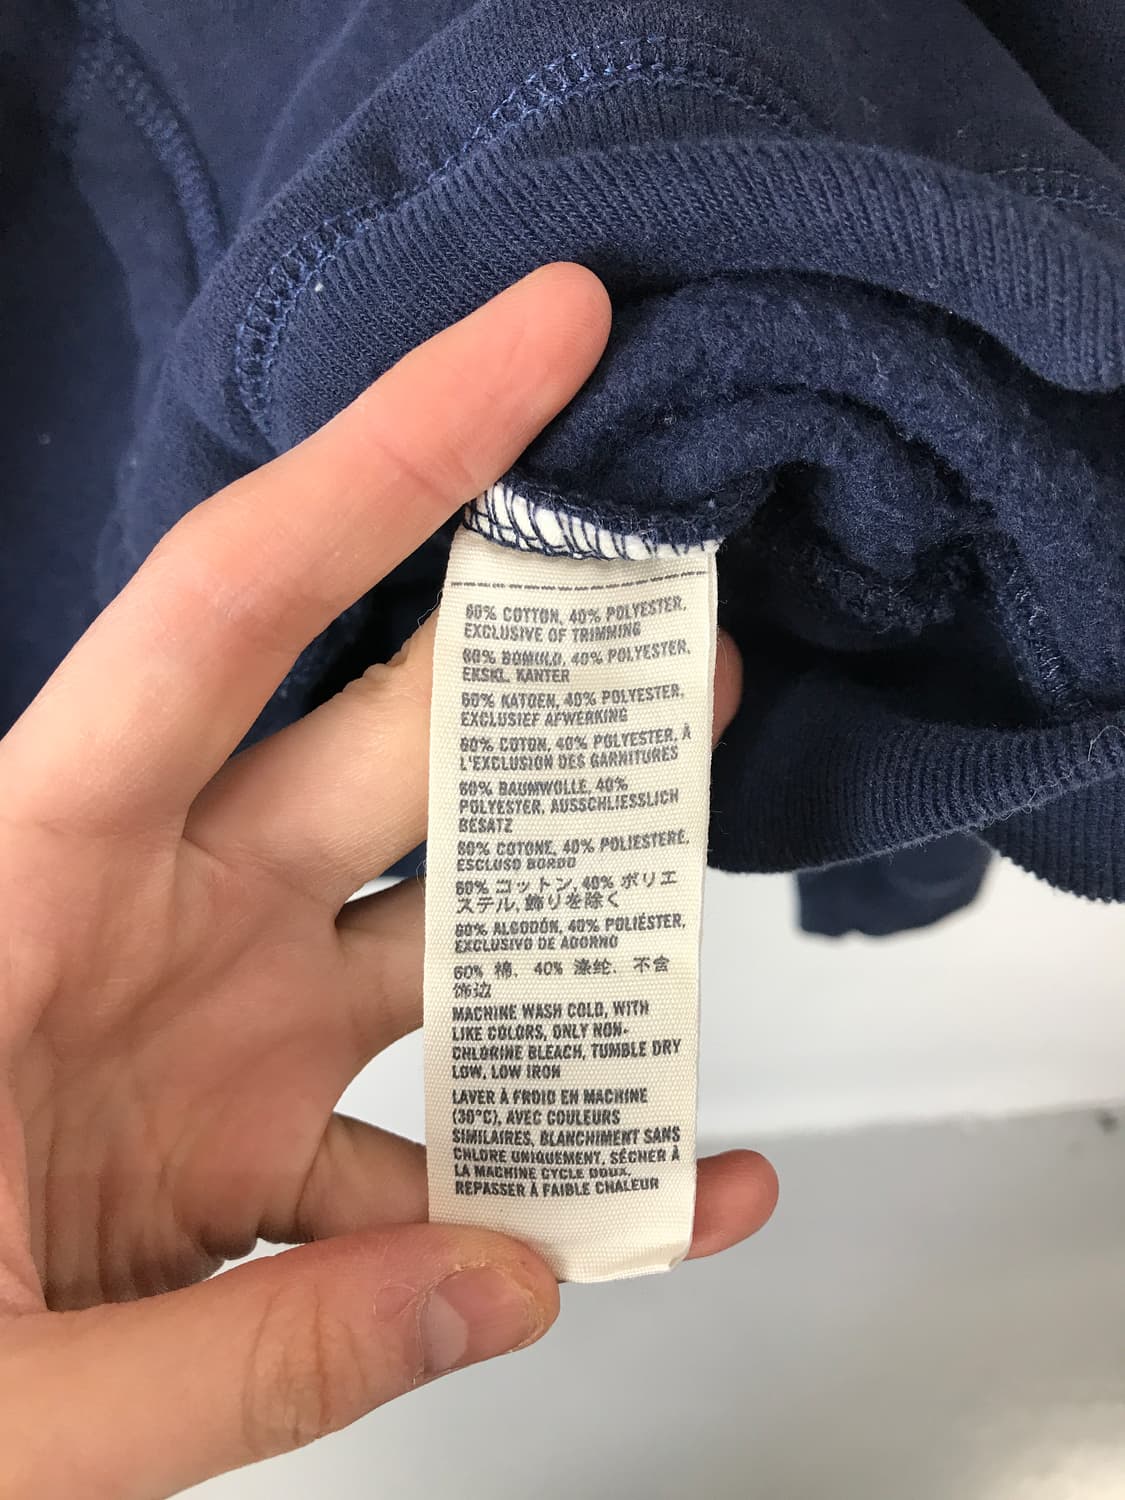 60% COTTON, 40% POLYESTER,
EXCLUSIVE OF TRIMMING
60% BOMULD, 40% POLYESTER,
EKSKL. KANTER
60% KATOEN, 40% POLYESTER,
EXCLUSIEF AFWERKING
60% COTON, 40% POLYESTER, À
L'EXCLUSION DES GARNITURES
60% BAUMWOLLE, 40%
POLYESTER, AUSSCHLIESSLICH
BESATZ
60% COTONE, 40% POLIESTERE,
ESCLUSO BORDO
60% コットン, 40% ポリエ
ステル, 飾りを除く
60% ALGODÓN, 40% POLIÉSTER,
EXCLUSIVO DE ADORNO
60% 棉, 40% 涤纶, 不含
饰边
MACHINE WASH COLD, WITH
LIKE COLORS, ONLY NON-
CHLORINE BLEACH, TUMBLE DRY
LOW, LOW IRON
LAVER À FROID EN MACHINE
(30°C), AVEC COULEURS
SIMILAIRES, BLANCHIMENT SANS
CHLORE UNIQUEMENT, SÉCHER À
LA MACHINE CYCLE DOUX,
REPASSER À FAIBLE CHALEUR